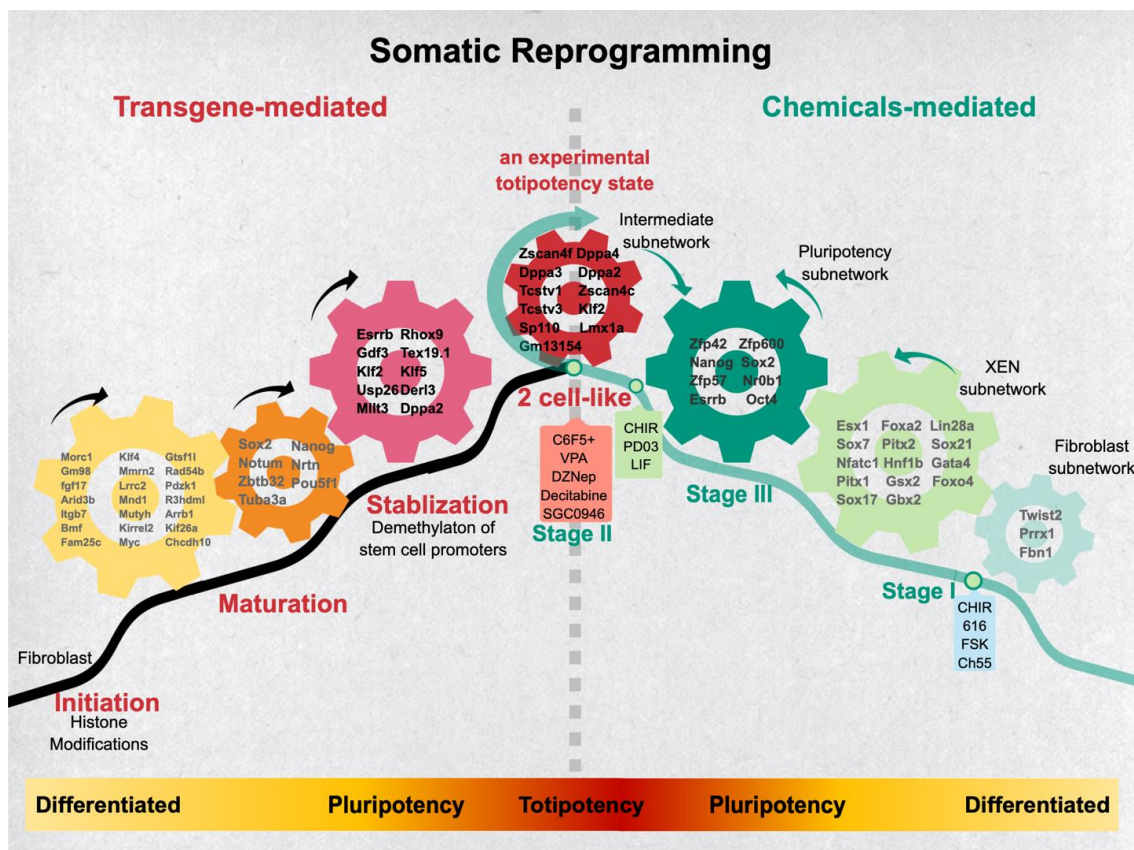 Somatic Reprogramming
Transgene-mediated
Chemicals-mediated
an experimental
totipotency state
Intermediate
subnetwork
Pluripotency
subnetwork
XEN
subnetwork
Fibroblast
subnetwork
Morc1 Klf4 Gtsf1l
Gm98 Mmrn2 Rad54b
fgf17 Lrrc2 Pdzk1
Arid3b Mnd1 R3hdml
Itgb7 Mutyh Arrb1
Bmf Kirrel2 Kif26a
Fam25c Myc Chcdh10
Sox2 Nanog
Notum Nrtn
Zbtb32 Pou5f1
Tuba3a
Esrrb Rhox9
Gdf3 Tex19.1
Klf2 Klf5
Usp26 Derl3
Mllt3 Dppa2
Zscan4f Dppa4
Dppa3 Dppa2
Tcstv1 Zscan4c
Tcstv3 Klf2
Sp110 Lmx1a
Gm13154
Zfp42 Zfp600
Nanog Sox2
Zfp57 Nr0b1
Esrrb Oct4
Esx1 Foxa2 Lin28a
Sox7 Pitx2 Sox21
Nfatc1 Hnf1b Gata4
Pitx1 Gsx2 Foxo4
Sox17 Gbx2
Twist2
Prrx1
Fbn1
2 cell-like
C6F5+
VPA
DZNep
Decitabine
SGC0946
Stage II
CHIR
PD03
LIF
Stage III
Stage I
CHIR
616
FSK
Ch55
Stablization
Demethylaton of
stem cell promoters
Maturation
Fibroblast
Initiation
Histone
Modifications
Differentiated Pluripotency Totipotency Pluripotency Differentiated